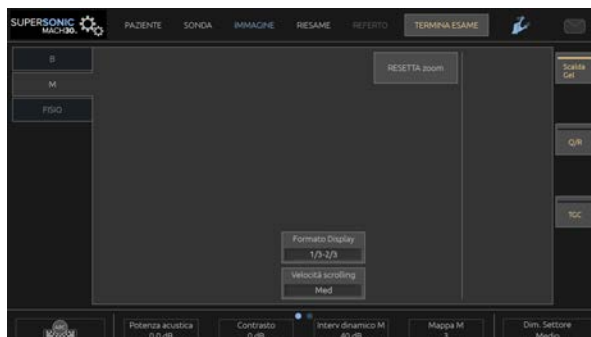 SUPERSONIC
MACH30.
PAZIENTE
SONDA
IMMAGINE
RIESAME
REFERTO
TERMINA ESAME
B
M
FISIO
RESETTA zoom
Scalda
Gel
Q/R
TGC
Formato Display
1/3-2/3
Velocità scrolling
Med
ABC
Potenza acustica
0.0 dB
Contrasto
0 dB
Interv dinamico M
40 dB
Mappa M
3
Dim. Settore
Medio